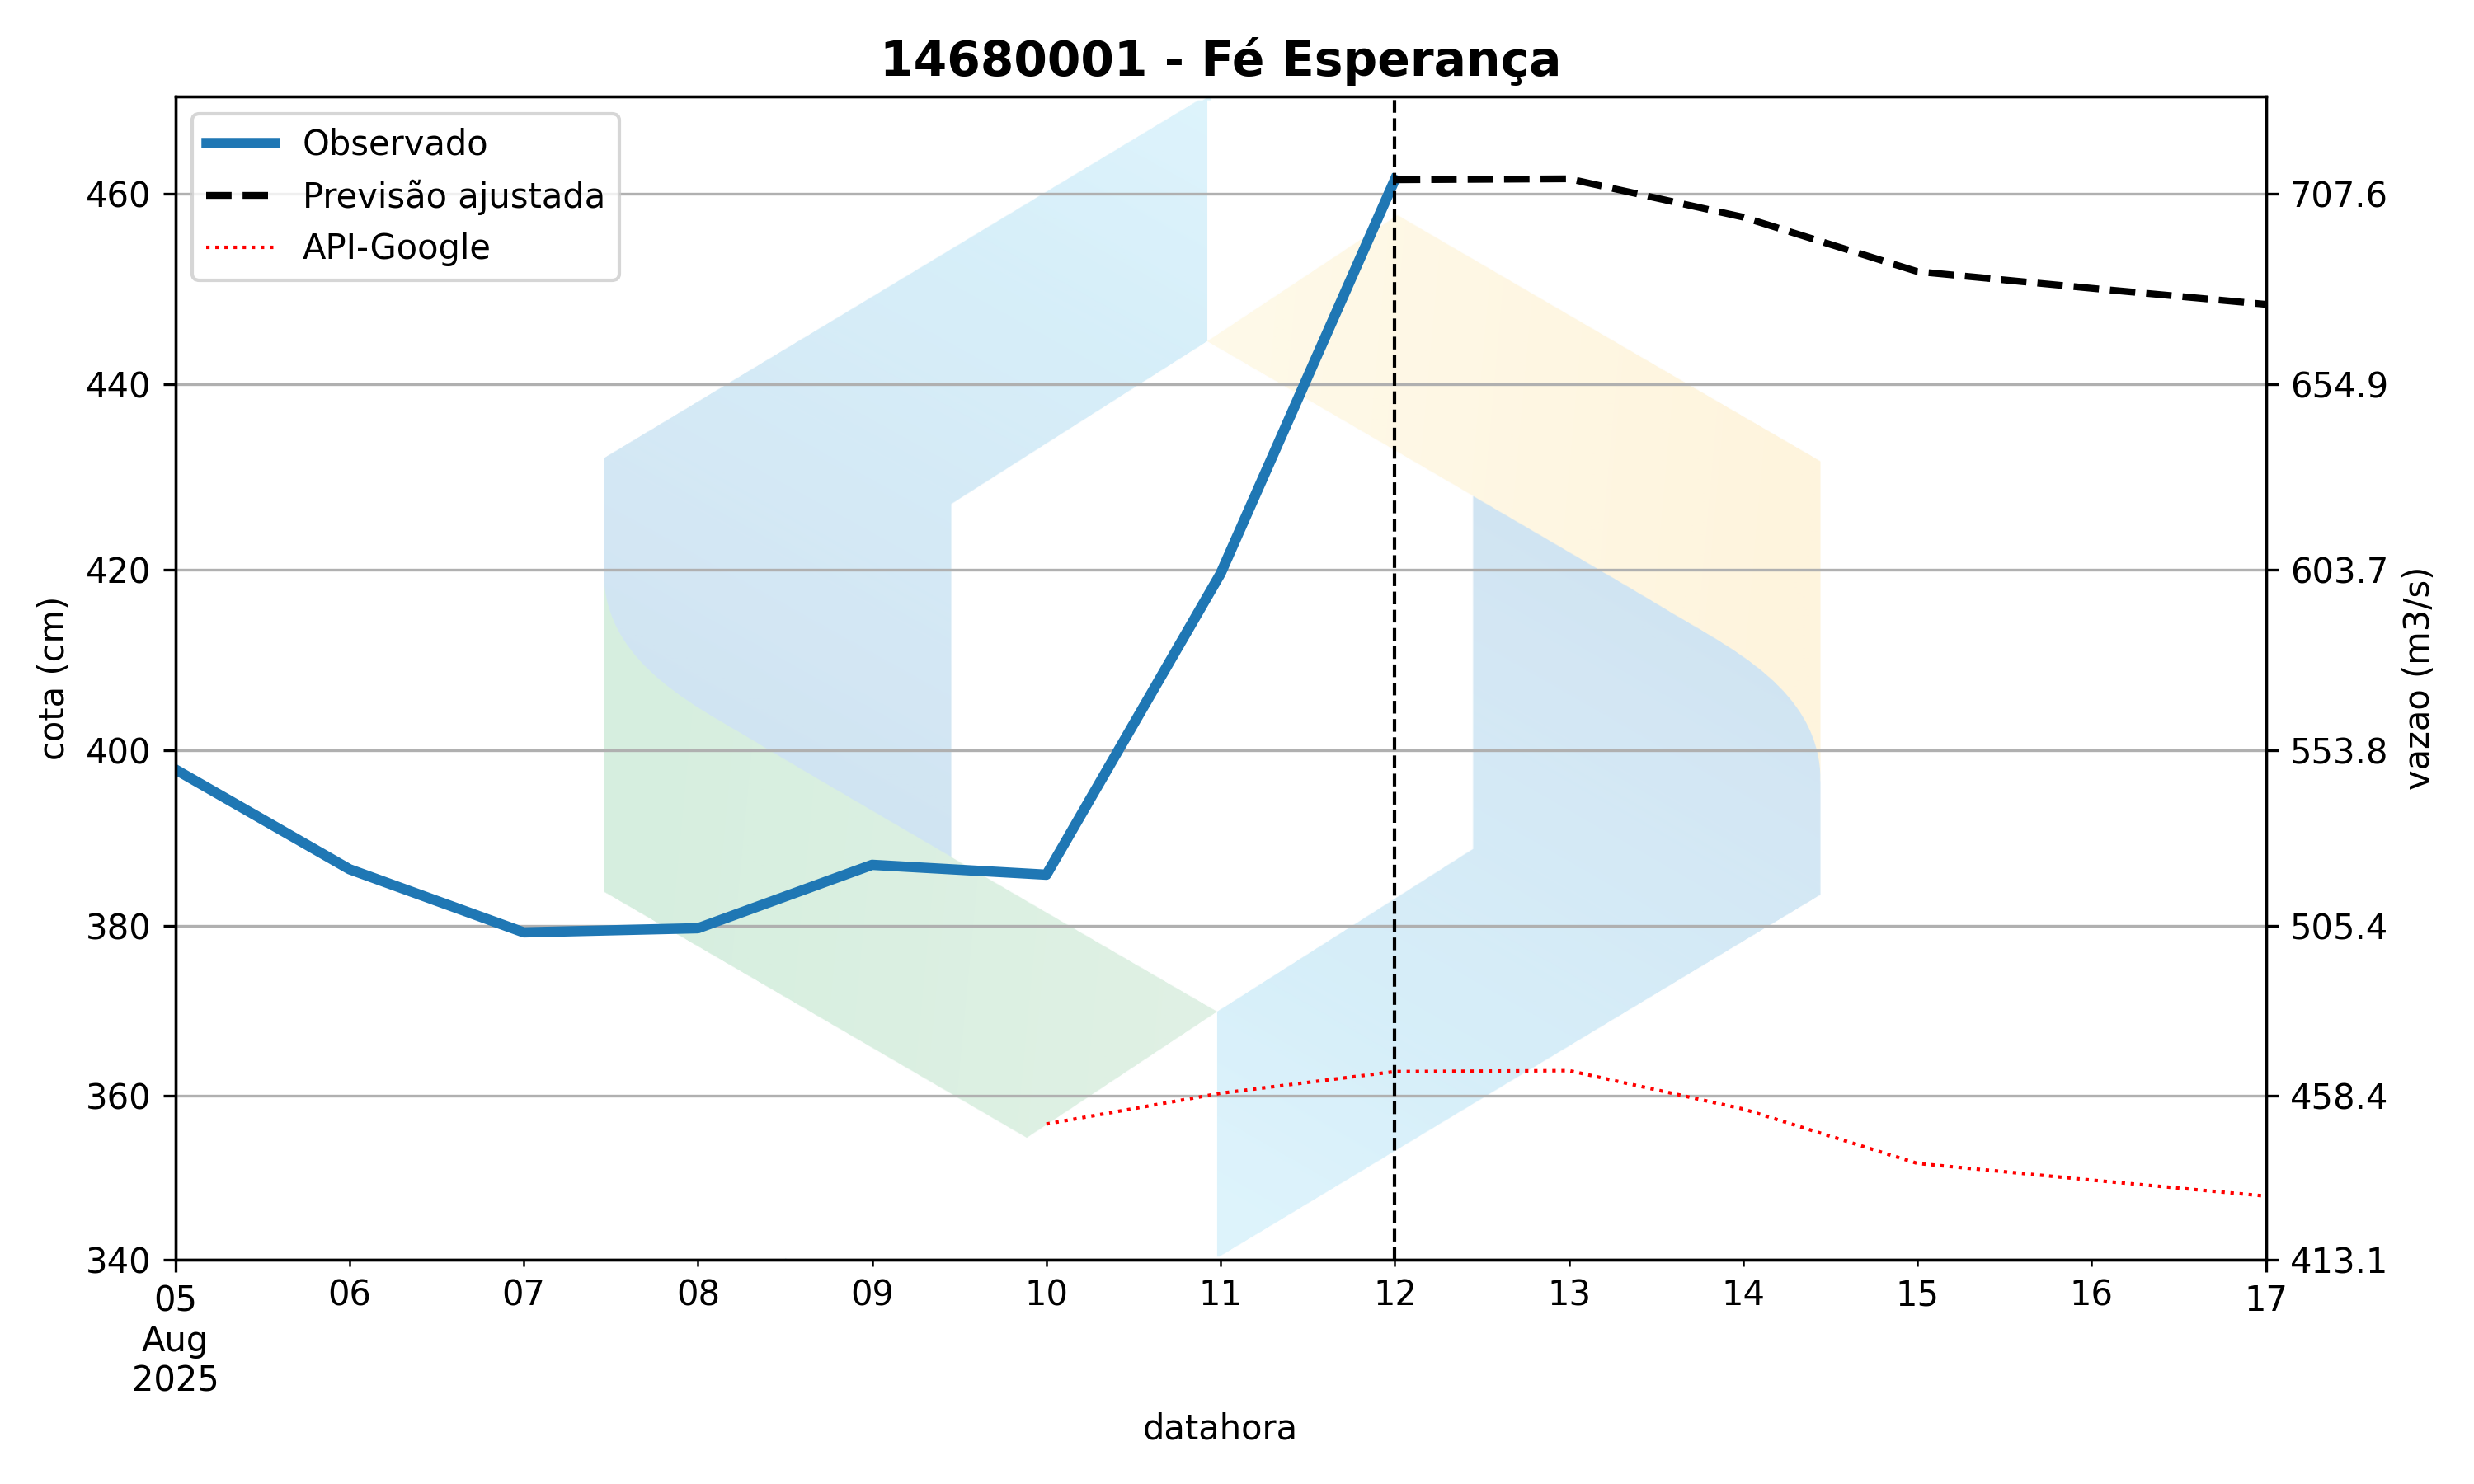 14680001 - Fé Esperança
Observado
Previsão ajustada
API-Google
460
440
420
400
380
360
340
cota (cm)
707.6
654.9
603.7
553.8
505.4
458.4
413.1
vazao (m3/s)
05 06 07 08 09 10 11 12 13 14 15 16 17
Aug
2025
datahora